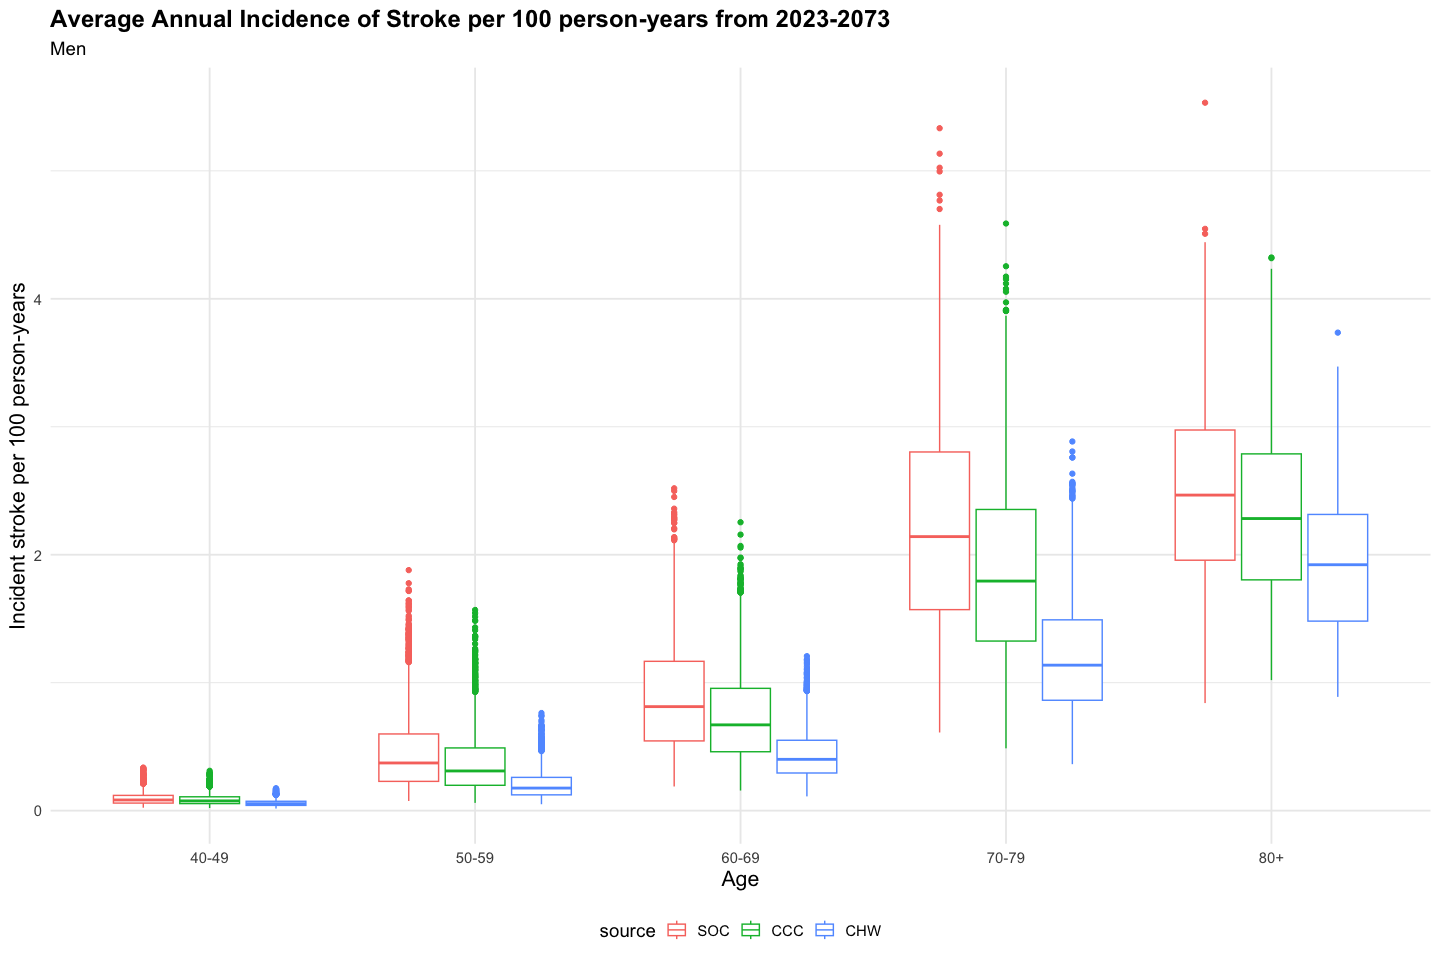 Average Annual Incidence of Stroke per 100 person-years from 2023-2073
Men
Incident stroke per 100 person-years
4
2
0
40-49 50-59 60-69 70-79 80+
Age
source SOC CCC CHW